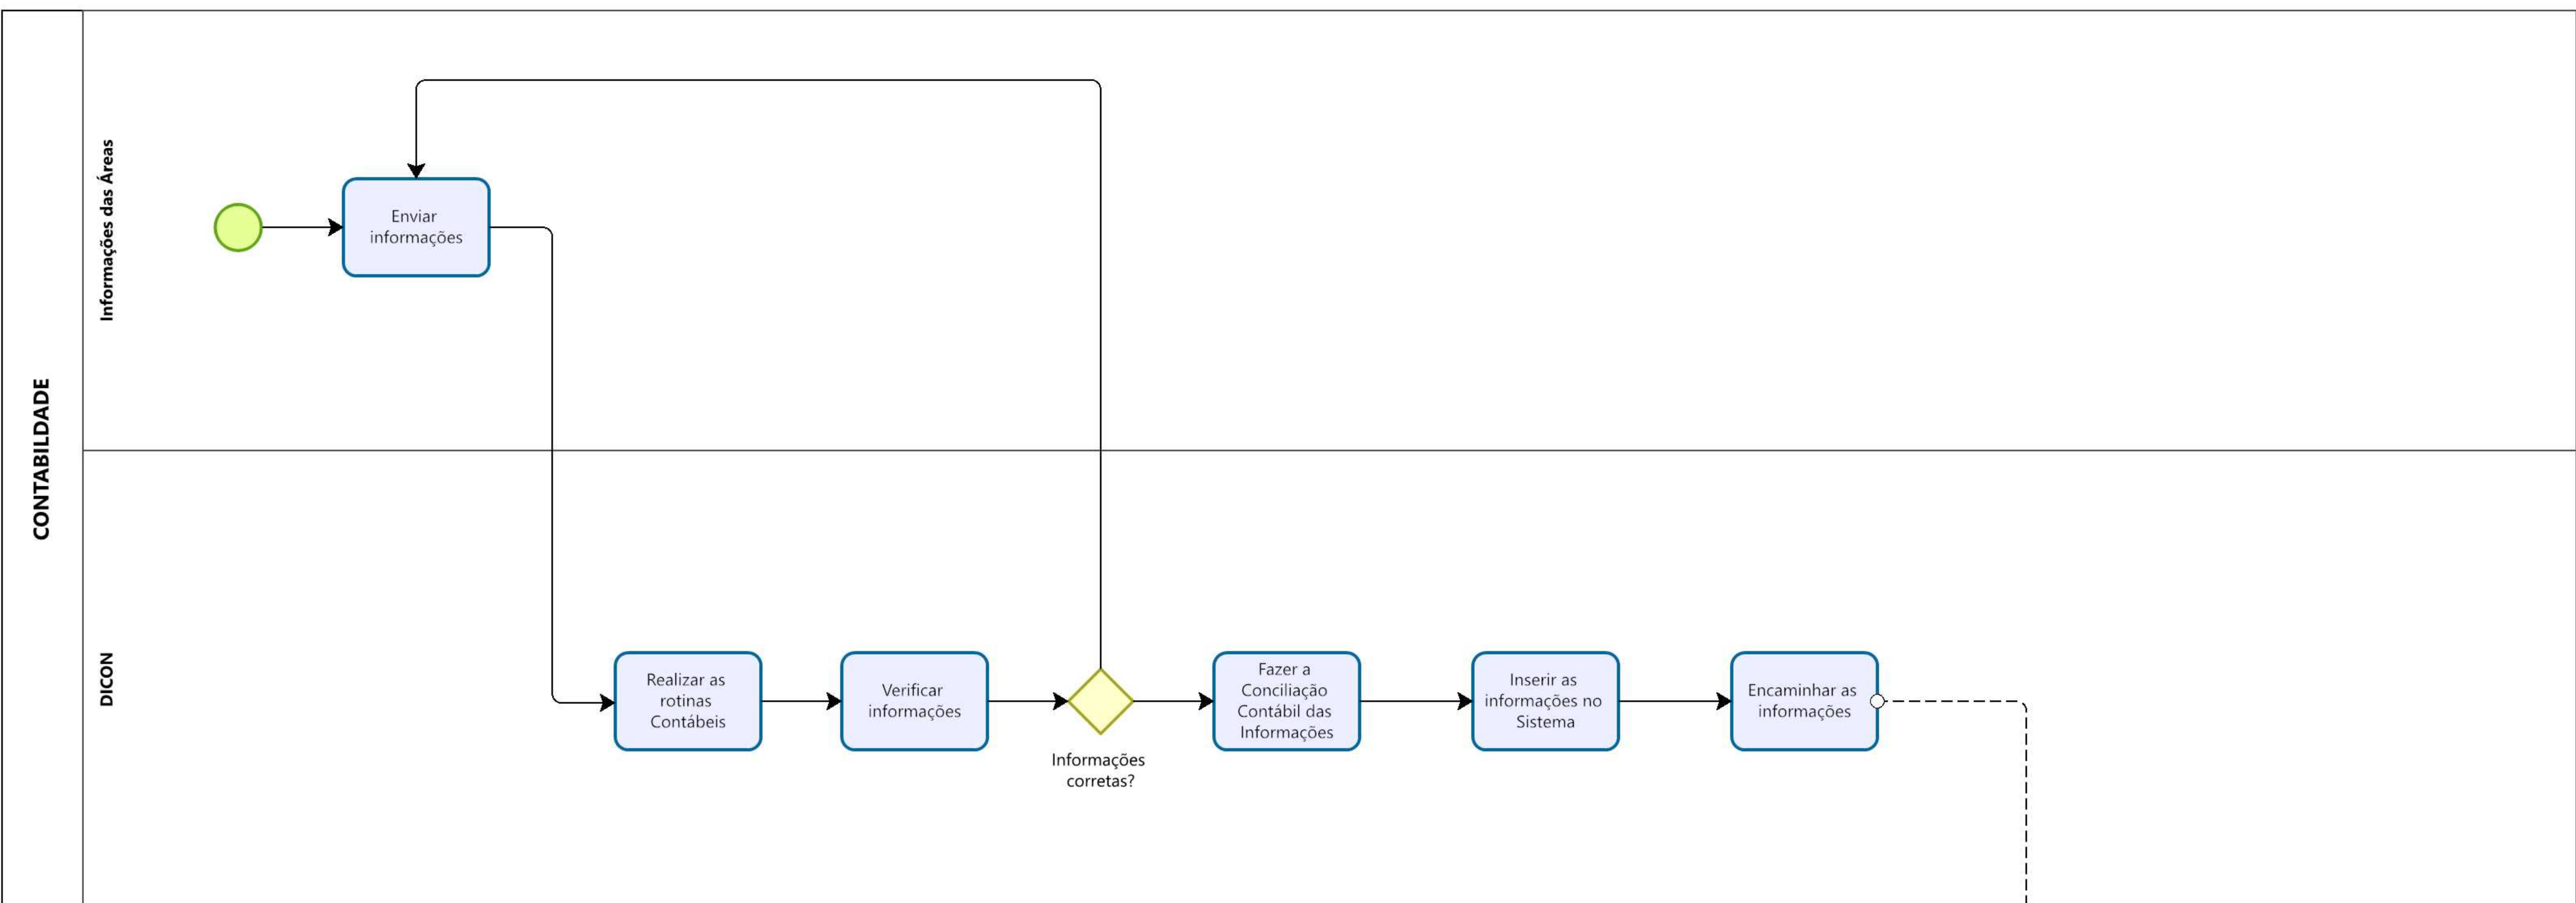 CONTABILDADE
Informações das Áreas
Enviar
informações
DICON
Realizar as
rotinas
Contábeis
Verificar
informações
Informações
corretas?
Fazer a
Conciliação
Contábil das
Informações
Inserir as
informações no
Sistema
Encaminhar as
informações